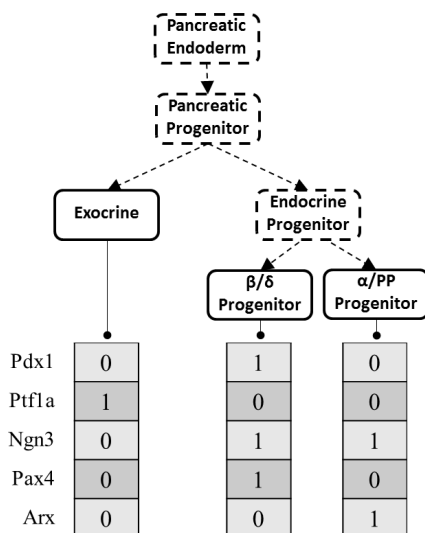 Pancreatic
Endoderm
Pancreatic
Progenitor
Exocrine
Endocrine
Progenitor
β/δ
Progenitor
α/PP
Progenitor
Pdx1 0 1 0
Ptf1a 1 0 0
Ngn3 0 1 1
Pax4 0 1 0
Arx 0 0 1